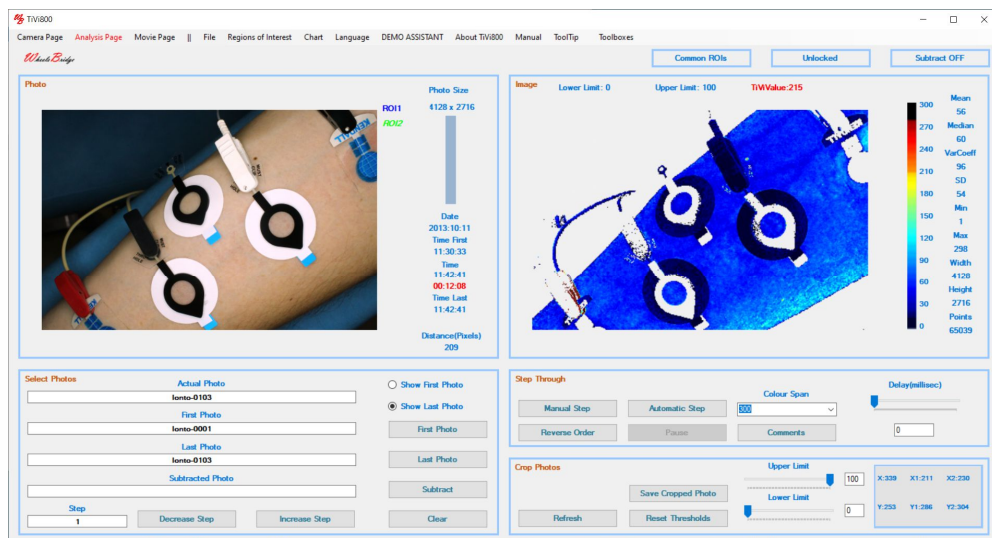 TiVi800
Camera Page Analysis Page Movie Page || File Regions of Interest Chart Language DEMO ASSISTANT About TiVi800 Manual ToolTip Toolboxes
WheelsBridge
Common ROIs Unlocked Subtract OFF
Photo
ROI1
ROI2
KENDALL
Photo Size
4128 x 2716
Date
2013:10:11
Time First
11:30:33
Time
11:42:41
00:12:08
Time Last
11:42:41
Distance(Pixels)
209
Image
Lower Limit: 0 Upper Limit: 100 TiViValue:215
300
270
240
210
180
150
120
90
60
30
0
Mean
56
Median
60
VarCoeff
96
SD
54
Min
1
Max
298
Width
4128
Height
2716
Points
65039
Select Photos
Actual Photo
Ionto-0103
First Photo
Ionto-0001
Last Photo
Ionto-0103
Subtracted Photo
Step
1
Decrease Step Increase Step
Show First Photo
Show Last Photo
First Photo
Last Photo
Subtract
Clear
Step Through
Manual Step Automatic Step
Colour Span
300
Delay(millisec)
Reverse Order Pause Comments
0
Crop Photos
Upper Limit
100
Save Cropped Photo
Lower Limit
0
Refresh Reset Thresholds
X:339 X1:211 X2:230
Y:253 Y1:286 Y2:304